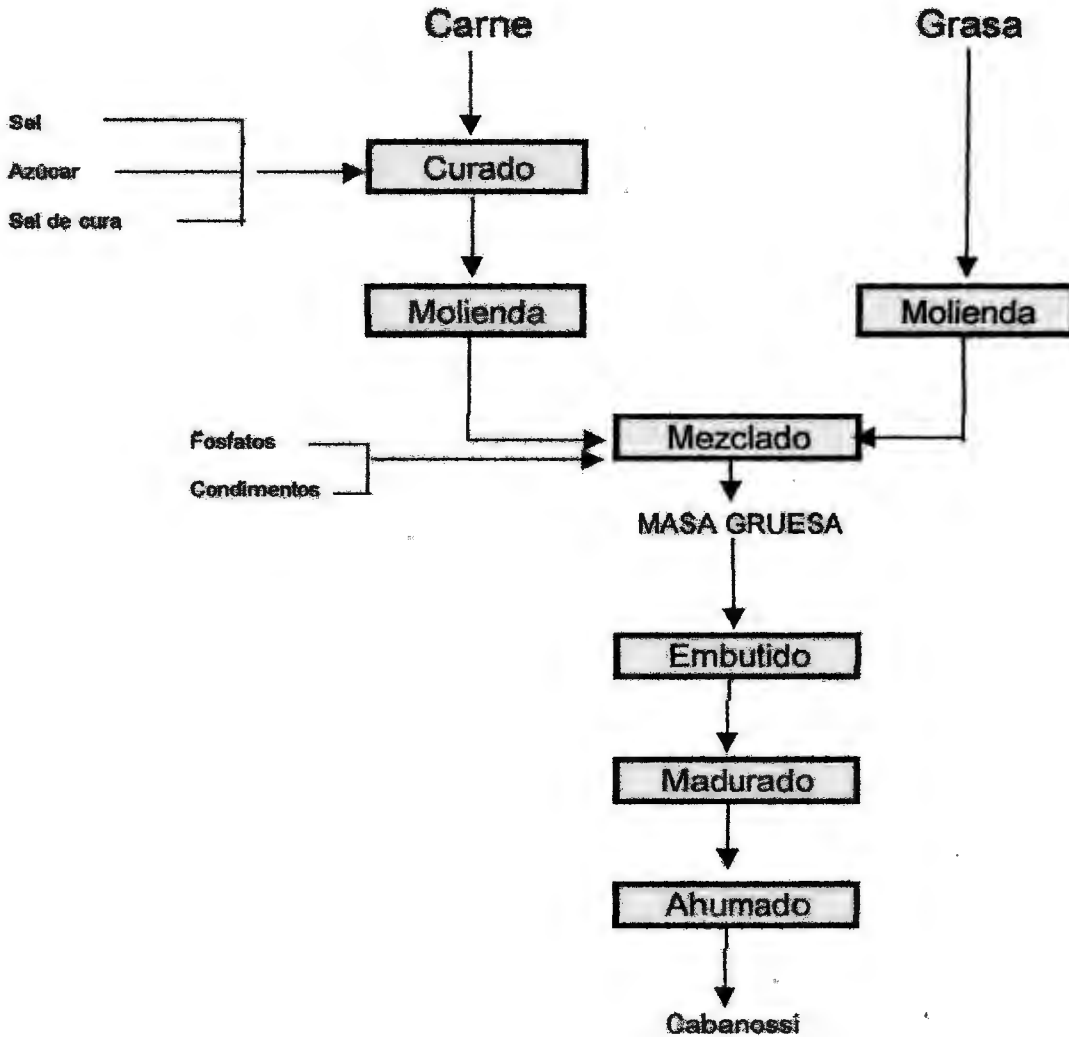 Carne
Grasa
Sal
Azúcar
Sal de cura
Curado
Molienda
Molienda
Fosfatos
Condimentos
Mezclado
MASA GRUESA
Embutido
Madurado
Ahumado
Cabanossi